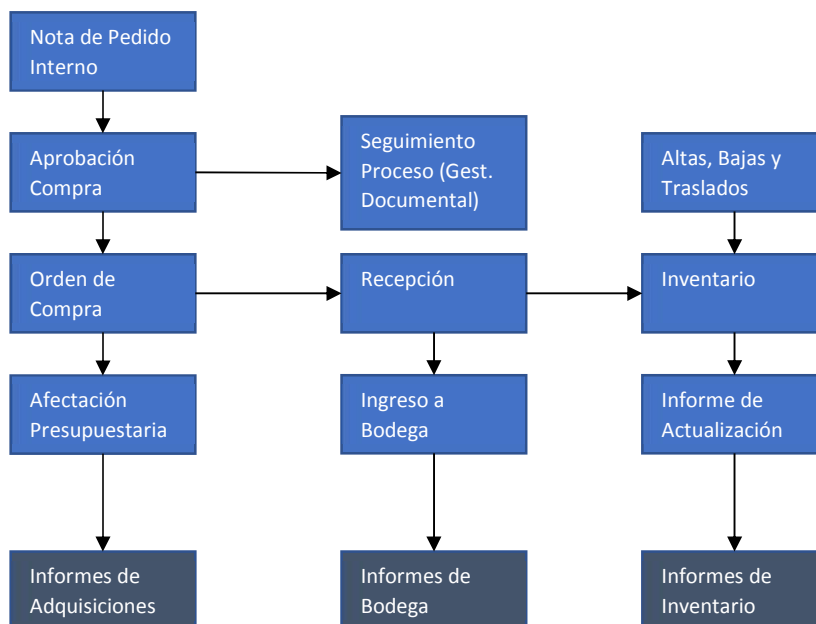 Nota de Pedido
Interno
Aprobación
Compra
Seguimiento
Proceso (Gest.
Documental)
Altas, Bajas y
Traslados
Orden de
Compra
Recepción
Inventario
Afectación
Presupuestaria
Ingreso a
Bodega
Informe de
Actualización
Informes de
Adquisiciones
Informes de
Bodega
Informes de
Inventario